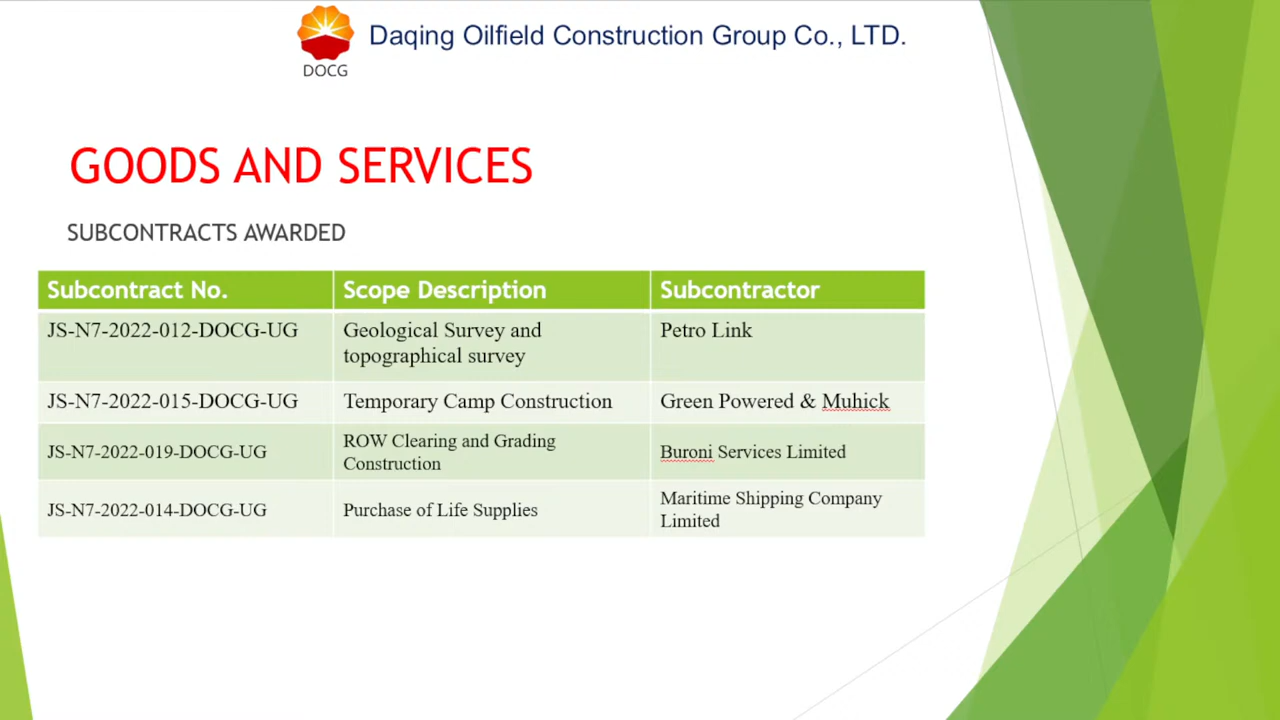 Daqing Oilfield Construction Group Co., LTD.
DOCG
GOODS AND SERVICES
SUBCONTRACTS AWARDED
Subcontract No. Scope Description Subcontractor
JS-N7-2022-012-DOCG-UG Geological Survey and Petro Link
topographical survey
JS-N7-2022-015-DOCG-UG Temporary Camp Construction Green Powered & Muhick
JS-N7-2022-019-DOCG-UG ROW Clearing and Grading Buroni Services Limited
Construction
JS-N7-2022-014-DOCG-UG Purchase of Life Supplies Maritime Shipping Company
Limited